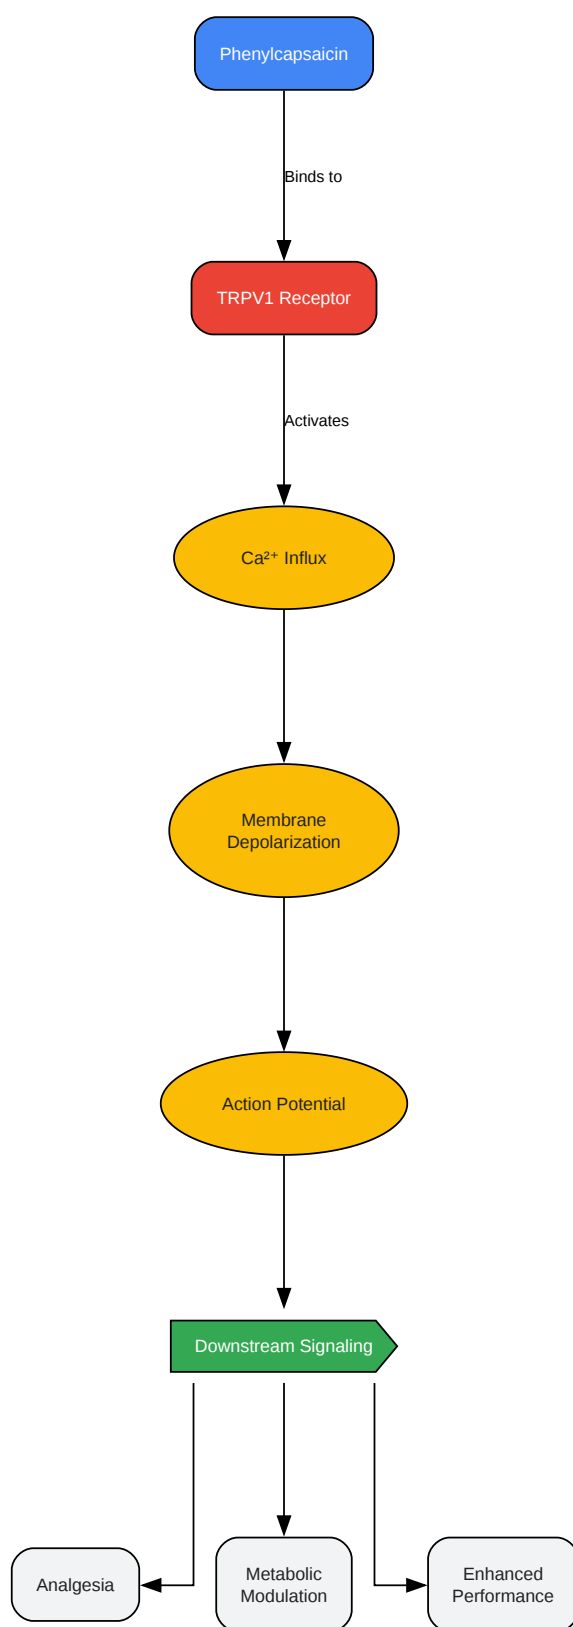 Phenylcapsaicin
Binds to
TRPV1 Receptor
Activates
Ca²⁺ Influx
Membrane
Depolarization
Action Potential
Downstream Signaling
Analgesia
Metabolic
Modulation
Enhanced
Performance